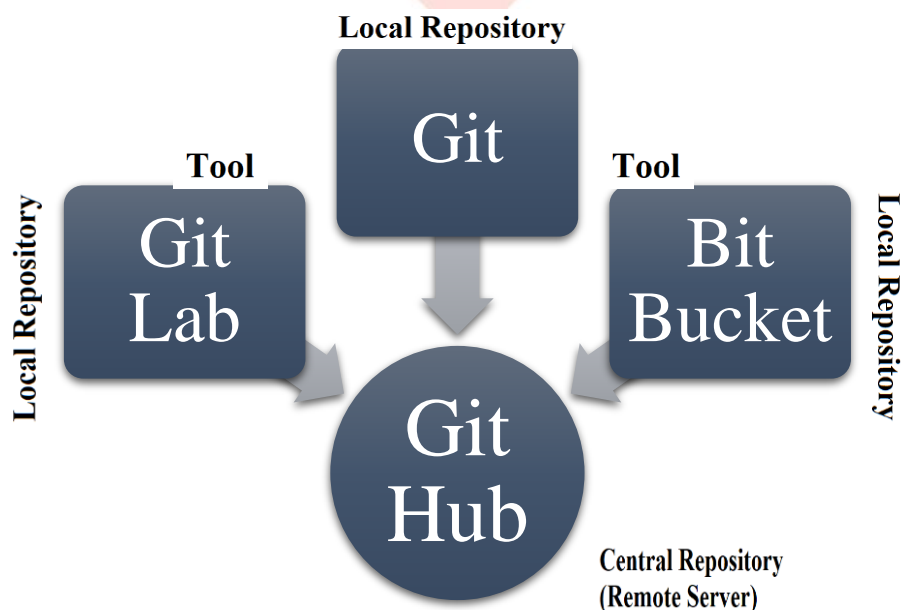 Local Repository
Git
Tool
Tool
Local Repository
Git
Lab
Bit
Bucket
Local Repository
Git
Hub
Central Repository
(Remote Server)